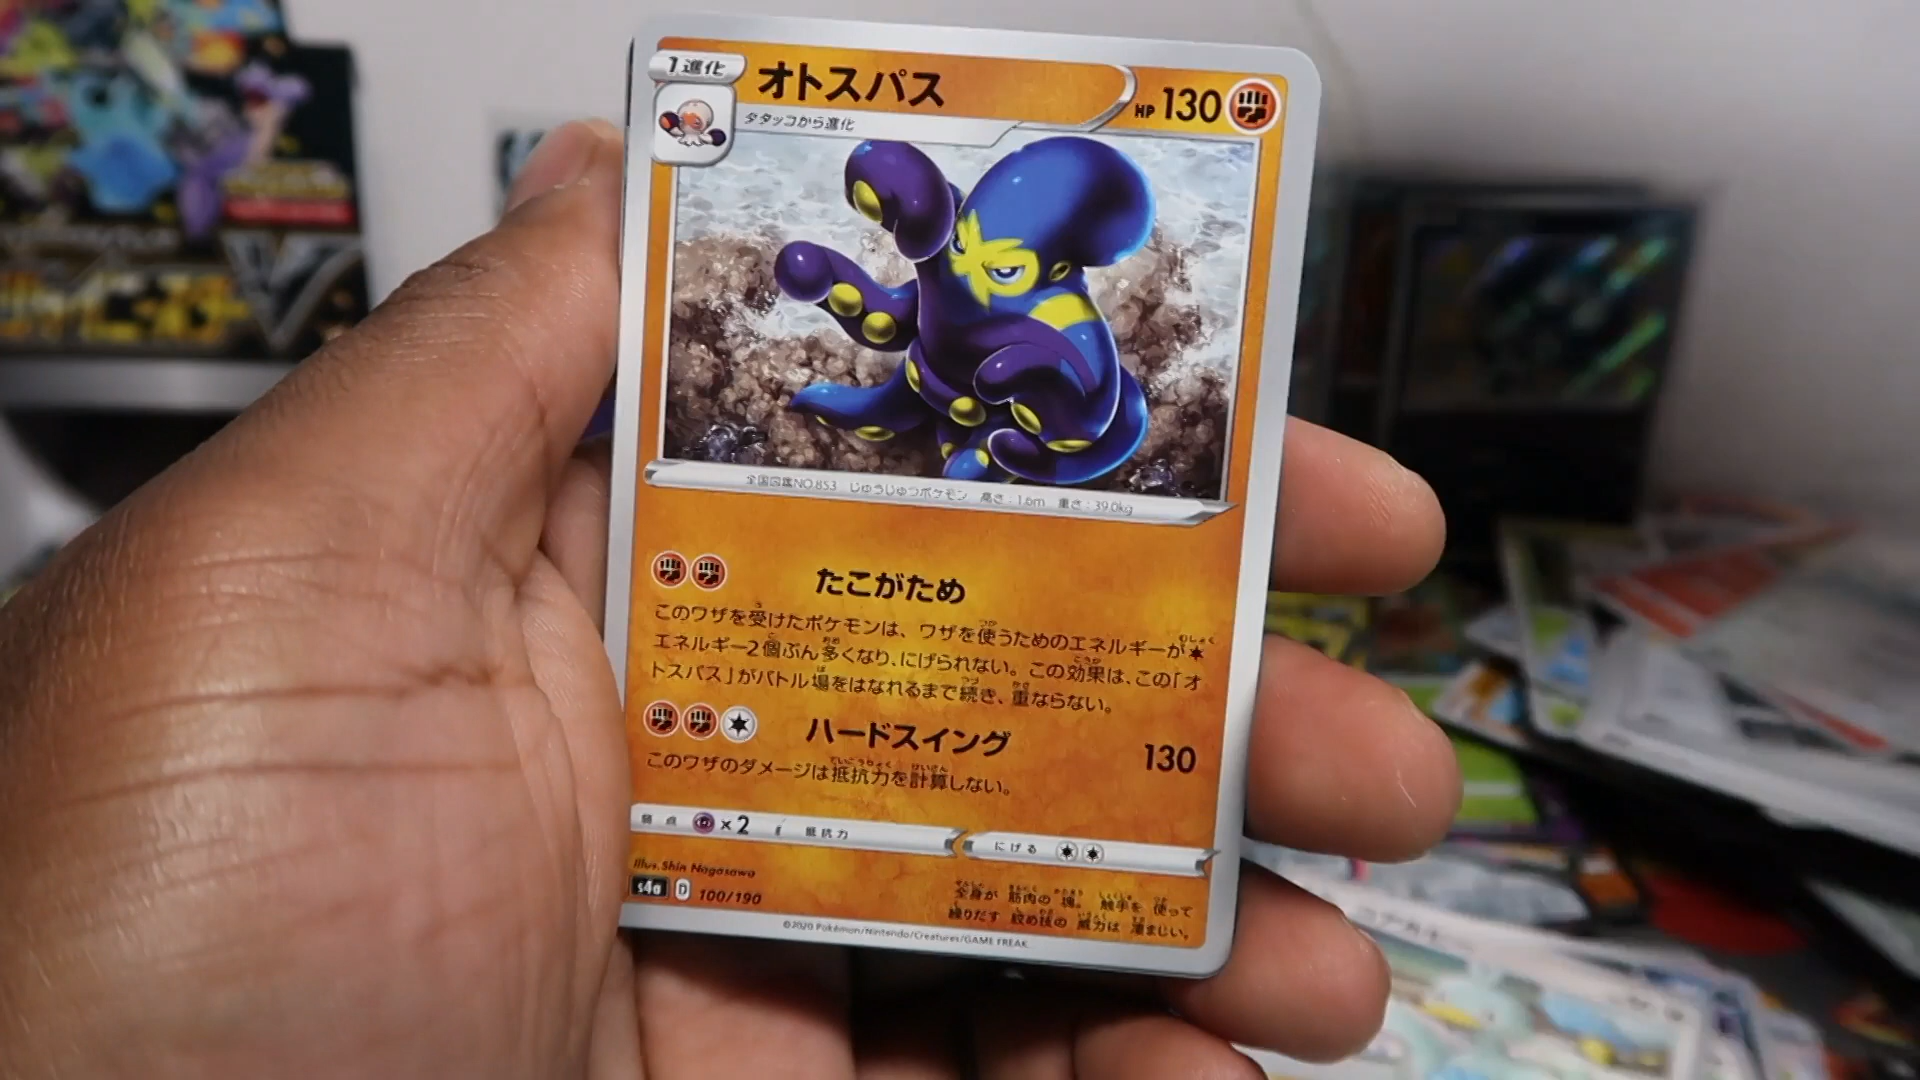 1進化
オトスパス
HP 130
タタッコから進化
全国図鑑NO.853 じゅうじゅつポケモン 高さ:1.6m 重さ:39.0kg
たこがため
このワザを受けたポケモンは、ワザを使うためのエネルギーが
エネルギー2個ぶん多くなり、にげられない。この効果は、この「オ
トスパス」がバトル場をはなれるまで続き、重ならない。
ハードスイング 130
このワザのダメージは抵抗力を計算しない。
弱点 ×2 抵抗力 にげる
Illus. Shin Nagasawa
s4a D 100/190
全身が 筋肉の 塊。 触手を 使って
繰りだす 絞め技の 威力は 凄まじい。
©2020 Pokémon/Nintendo/Creatures/GAME FREAK